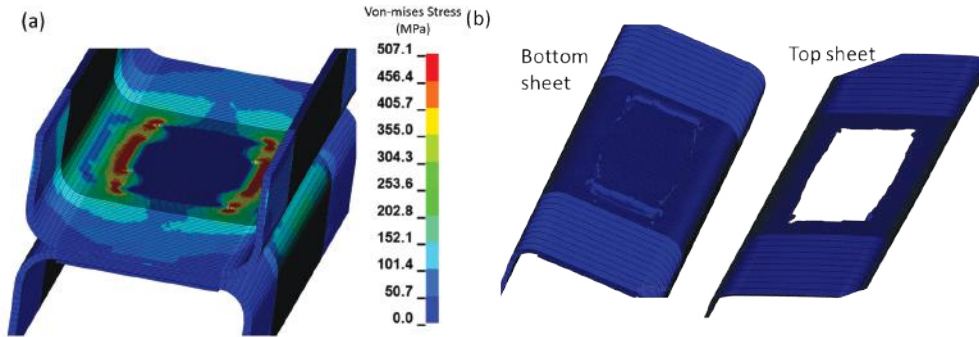 (a)
Von-mises Stress
(MPa)
507.1
456.4
405.7
355.0
304.3
253.6
202.8
152.1
101.4
50.7
0.0
(b)
Bottom
sheet
Top sheet